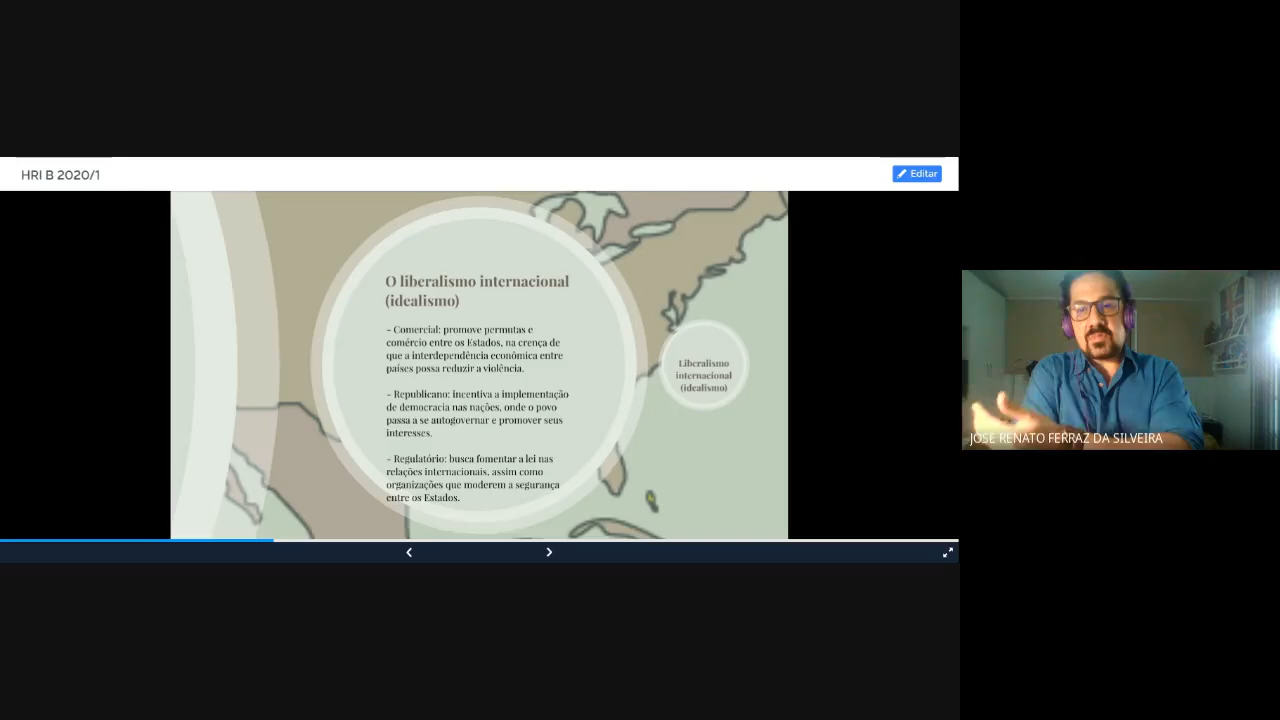 HRI B 2020/1
Editar
O liberalismo internacional
(idealismo)
- Comercial: promove permutas e
comércio entre os Estados, na crença de
que a interdependência econômica entre
países possa reduzir a violência.
- Republicano: incentiva a implementação
de democracia nas nações, onde o povo
passa a se autogovernar e promover seus
interesses.
- Regulatório: busca fomentar a lei nas
relações internacionais, assim como
organizações que moderem a segurança
entre os Estados.
Liberalismo
internacional
(idealismo)
JOSE RENATO FERRAZ DA SILVEIRA